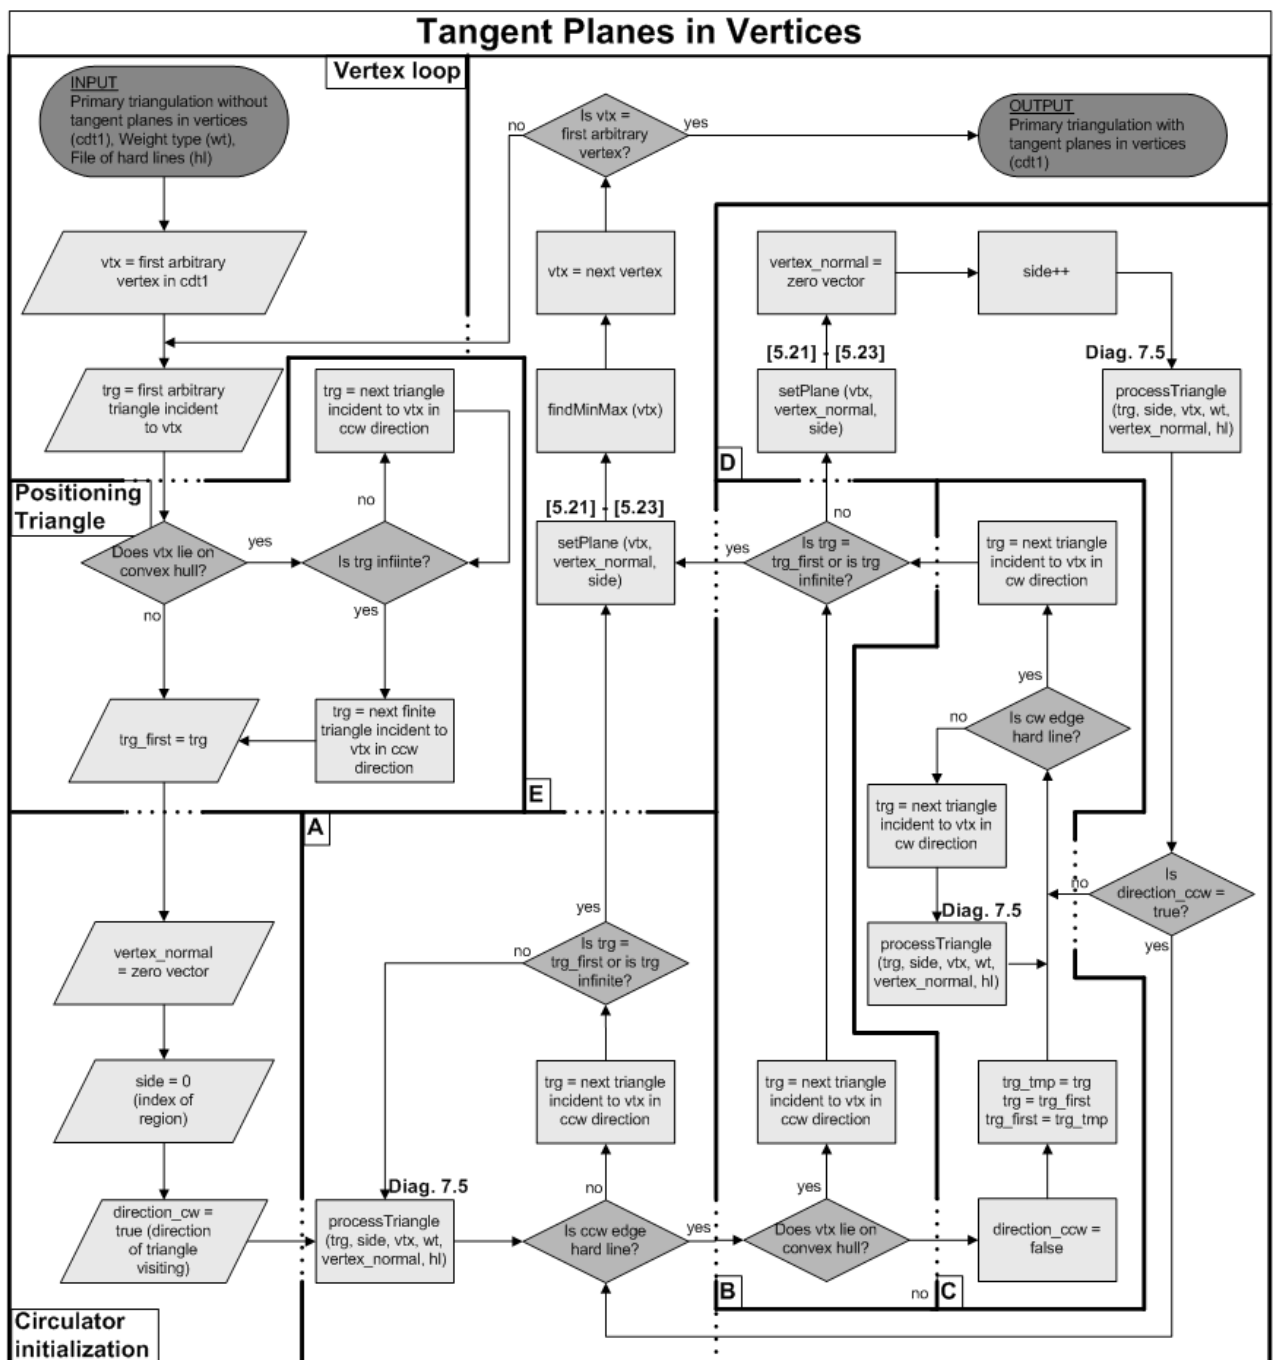 Tangent Planes in Vertices
Vertex loop
INPUT
Primary triangulation without
tangent planes in vertices
(cdt1), Weight type (wt),
File of hard lines (hl)
no
Is vtx =
first arbitrary
vertex?
yes
OUTPUT
Primary triangulation with
tangent planes in vertices
(cdt1)
vtx = first arbitrary
vertex in cdt1
vtx = next vertex
vertex_normal =
zero vector
side++
trg = first arbitrary
triangle incident
to vtx
trg = next triangle
incident to vtx in
ccw direction
findMinMax (vtx)
[5.21] - [5.23]
setPlane (vtx,
vertex_normal,
side)
Diag. 7.5
processTriangle
(trg, side, vtx, wt,
vertex_normal, hl)
D
Positioning
Triangle
no
Does vtx lie on
convex hull?
yes
Is trg infiinte?
[5.21] - [5.23]
setPlane (vtx,
vertex_normal,
side)
yes
no
Is trg =
trg_first or is trg
infinite?
trg = next triangle
incident to vtx in
cw direction
no
yes
yes
trg_first = trg
trg = next finite
triangle incident to
vtx in ccw
direction
no
Is cw edge
hard line?
E
trg = next triangle
incident to vtx in
cw direction
A
no
Is
direction_ccw =
true?
yes
vertex_normal
= zero vector
yes
no
Is trg =
trg_first or is trg
infinite?
Diag. 7.5
processTriangle
(trg, side, vtx, wt,
vertex_normal, hl)
side = 0
(index of
region)
trg = next triangle
incident to vtx in
ccw direction
trg = next triangle
incident to vtx in
ccw direction
trg_tmp = trg
trg = trg_first
trg_first = trg_tmp
direction_cw =
true (direction
of triangle
visiting)
Diag. 7.5
processTriangle
(trg, side, vtx, wt,
vertex_normal, hl)
no
Is ccw edge
hard line?
yes
yes
Does vtx lie on
convex hull?
direction_ccw =
false
B
no
C
Circulator
initialization